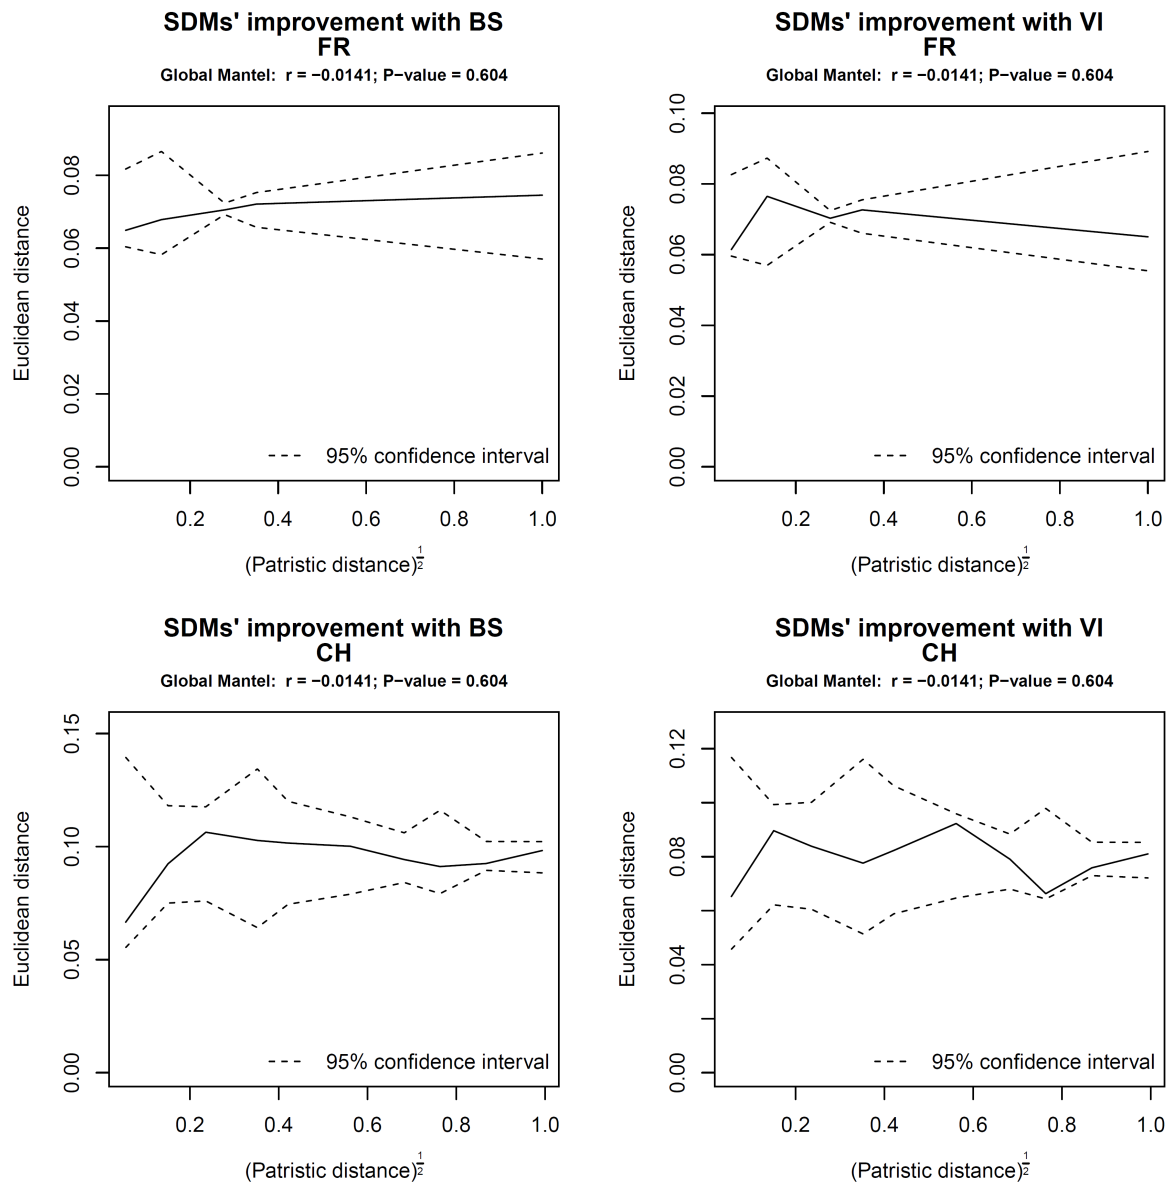 SDMs' improvement with BS
FR
Global Mantel:  r = −0.0141; P−value = 0.604
Euclidean distance
0.08
0.06
0.04
0.02
0.00
95% confidence interval
0.2 0.4 0.6 0.8 1.0
(Patristic distance)^1/2
SDMs' improvement with VI
FR
Global Mantel:  r = −0.0141; P−value = 0.604
Euclidean distance
0.10
0.08
0.06
0.04
0.02
0.00
95% confidence interval
0.2 0.4 0.6 0.8 1.0
(Patristic distance)^1/2
SDMs' improvement with BS
CH
Global Mantel:  r = −0.0141; P−value = 0.604
Euclidean distance
0.15
0.10
0.05
0.00
95% confidence interval
0.2 0.4 0.6 0.8 1.0
(Patristic distance)^1/2
SDMs' improvement with VI
CH
Global Mantel:  r = −0.0141; P−value = 0.604
Euclidean distance
0.12
0.08
0.04
0.00
95% confidence interval
0.2 0.4 0.6 0.8 1.0
(Patristic distance)^1/2